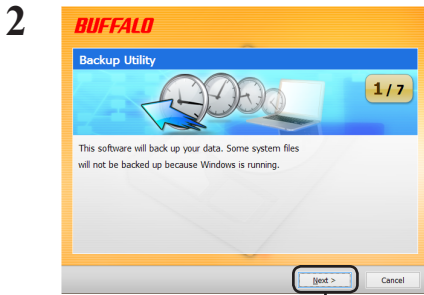 2
BUFFALO
Backup Utility
1 / 7
This software will back up your data. Some system files
will not be backed up because Windows is running.
Next >
Cancel